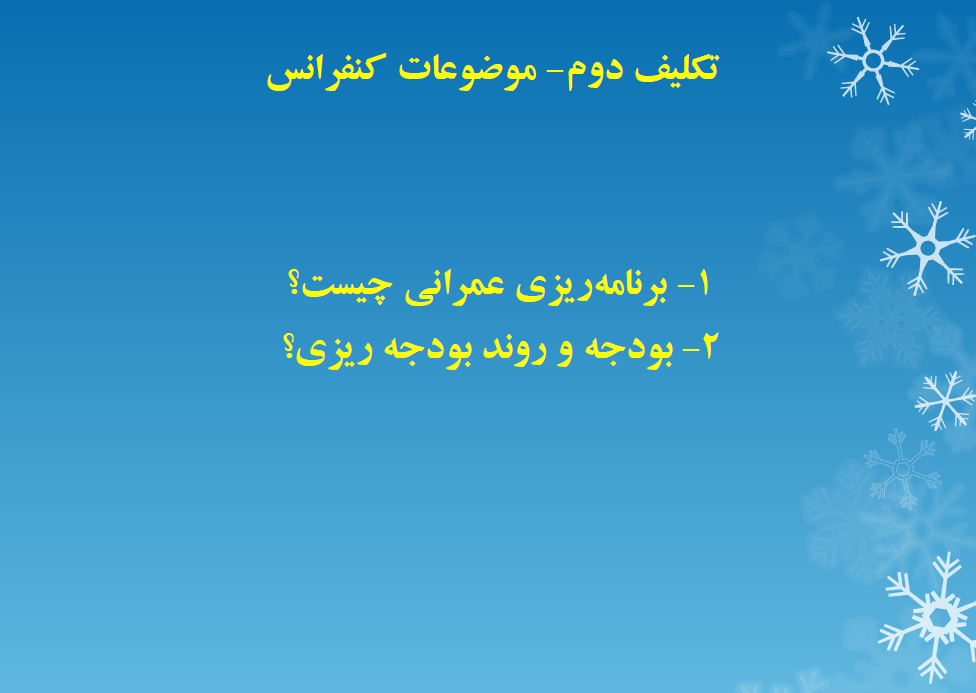 تکلیف دوم- موضوعات کنفرانس
۱- برنامه‌ریزی عمرانی چیست؟
۲- بودجه و روند بودجه ریزی؟